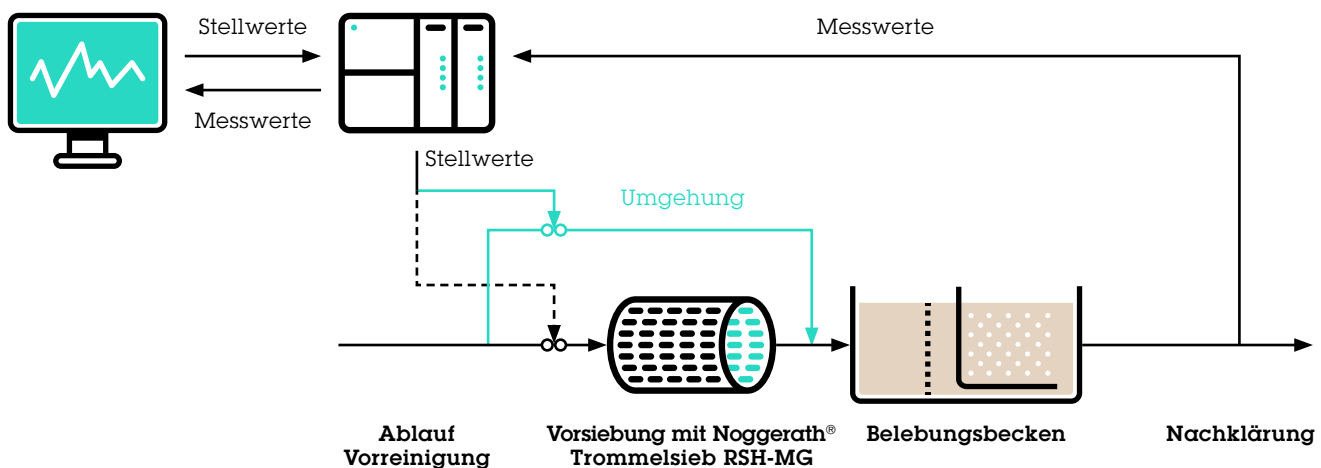 Stellwerte
Messwerte
Messwerte
Stellwerte
Umgehung
Ablauf
Vorreinigung
Vorsiebung mit Noggerath®
Trommelsieb RSH-MG
Belebungsbecken
Nachklärung